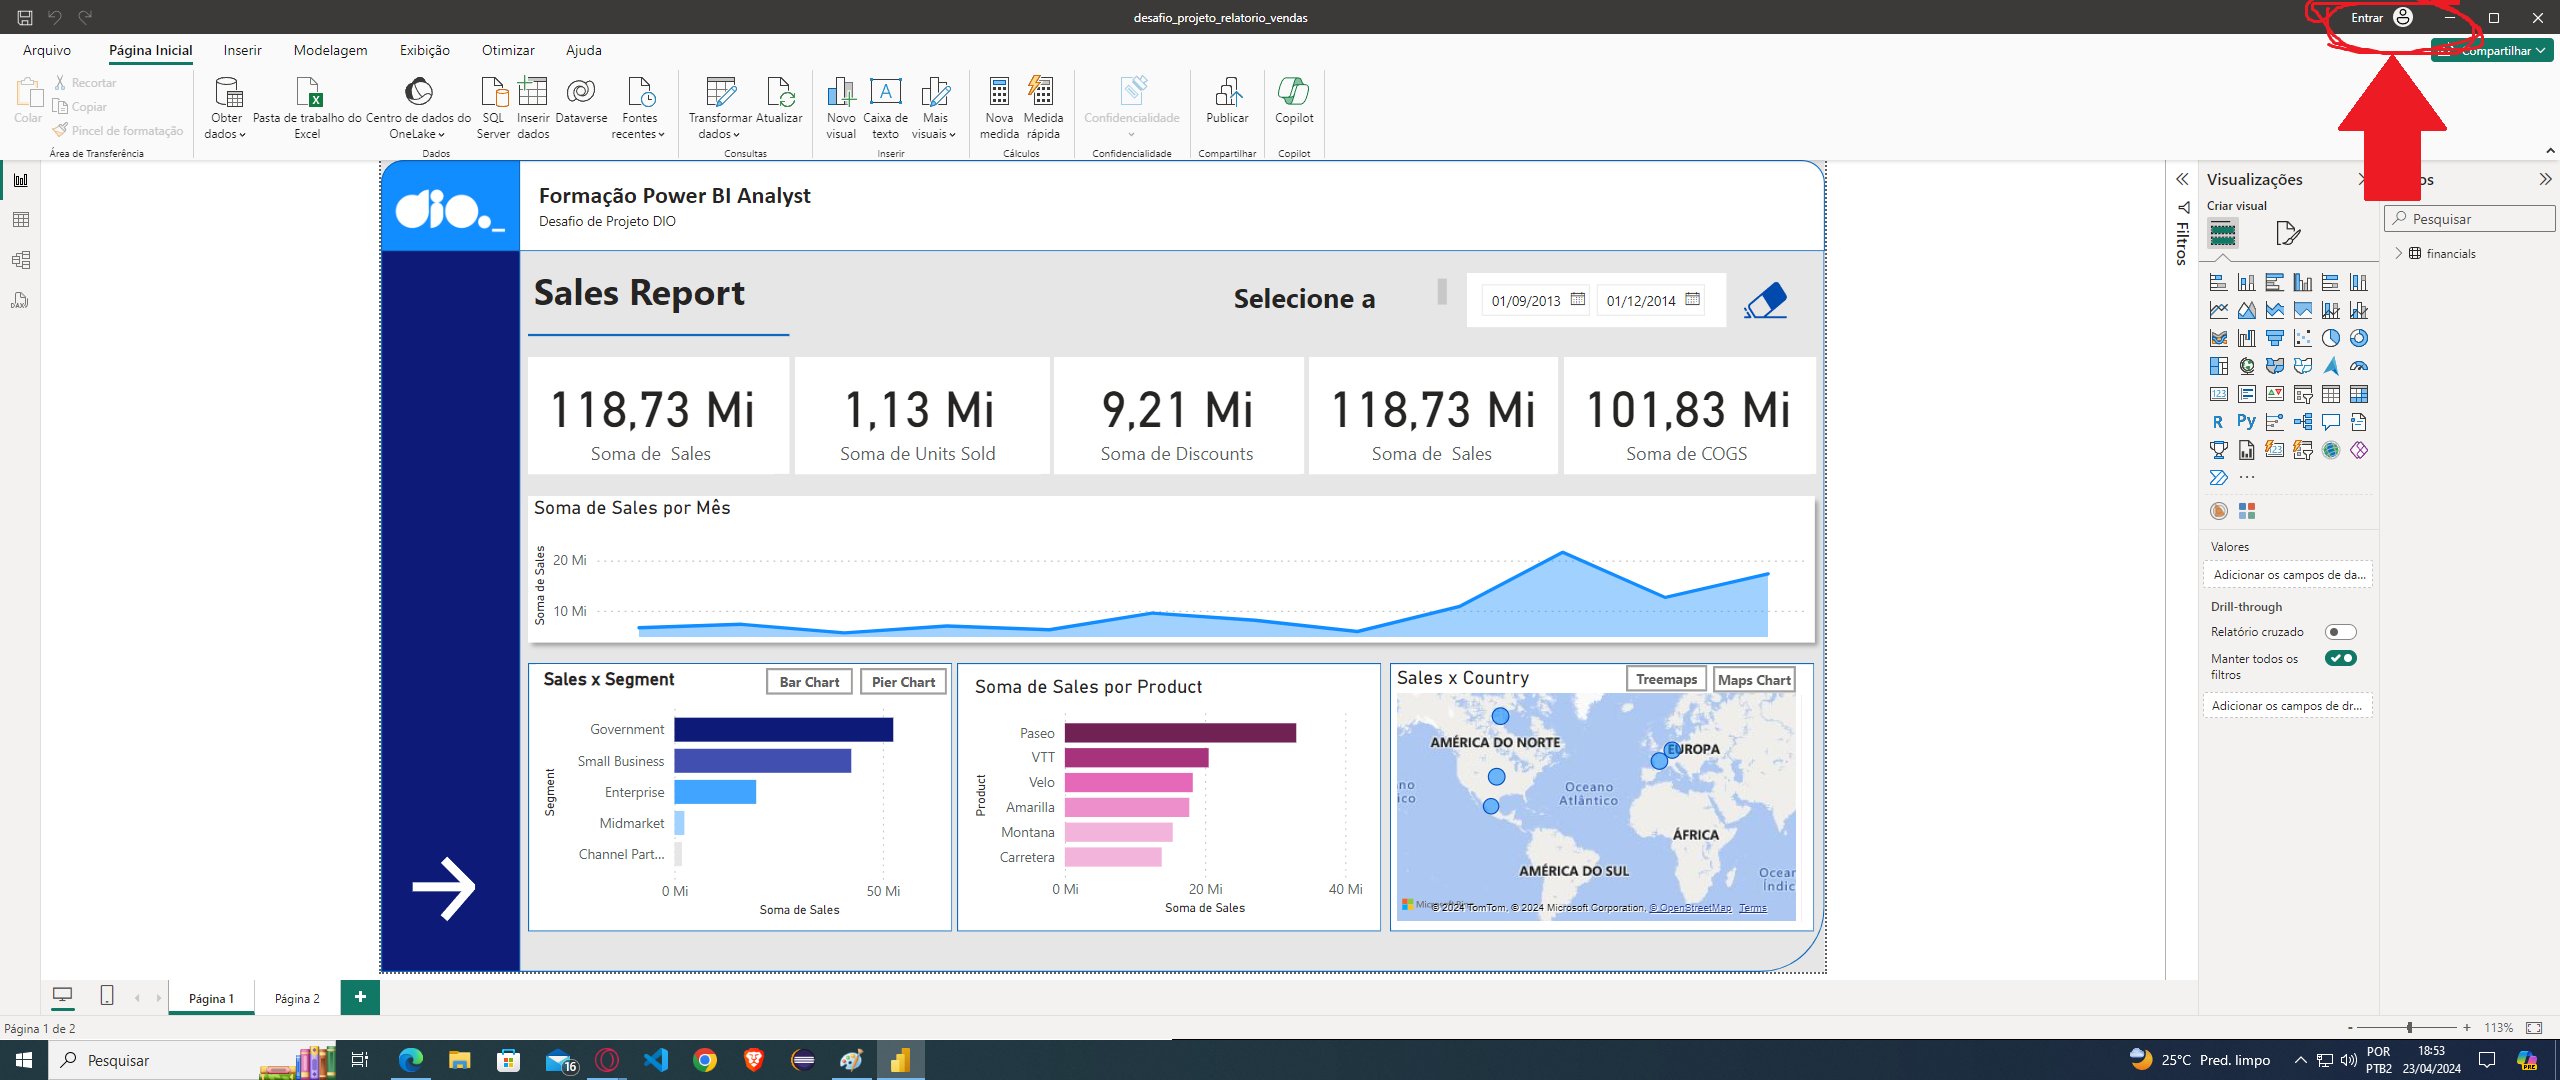 desafio_projeto_relatorio_vendas
Entrar
Arquivo
Página Inicial
Inserir
Modelagem
Exibição
Otimizar
Ajuda
Compartilhar
Colar
Recortar
Copiar
Pincel de formatação
Área de Transferência
Obter dados
Pasta de trabalho do Excel
Centro de dados do OneLake
SQL Server
Inserir dados
Dataverse
Fontes recentes
Dados
Transformar dados
Atualizar
Consultas
Novo visual
Caixa de texto
Mais visuais
Inserir
Nova medida
Medida rápida
Cálculos
Confidencialidade
Confidencialidade
Publicar
Compartilhar
Copilot
Copilot
dio._
Formação Power BI Analyst
Desafio de Projeto DIO
Sales Report
Selecione a
01/09/2013
01/12/2014
118,73 Mi
Soma de Sales
1,13 Mi
Soma de Units Sold
9,21 Mi
Soma de Discounts
118,73 Mi
Soma de Sales
101,83 Mi
Soma de COGS
Soma de Sales por Mês
Soma de Sales
20 Mi
10 Mi
Sales x Segment
Bar Chart
Pier Chart
Segment
Government
Small Business
Enterprise
Midmarket
Channel Part...
0 Mi
50 Mi
Soma de Sales
Soma de Sales por Product
Product
Paseo
VTT
Velo
Amarilla
Montana
Carretera
0 Mi
20 Mi
40 Mi
Soma de Sales
Sales x Country
Treemaps
Maps Chart
AMÉRICA DO NORTE
EUROPA
Oceano
Atlântico
ÁFRICA
AMÉRICA DO SUL
© 2024 TomTom, © 2024 Microsoft Corporation, © OpenStreetMap Terms
Filtros
Visualizações
Criar visual
R
Py
Valores
Adicionar os campos de da...
Drill-through
Relatório cruzado
Manter todos os
filtros
Adicionar os campos de dr...
Pesquisar
financials
Página 1
Página 2
Página 1 de 2
113%
Pesquisar
16
25°C Pred. limpo
POR
PTB2
18:53
23/04/2024